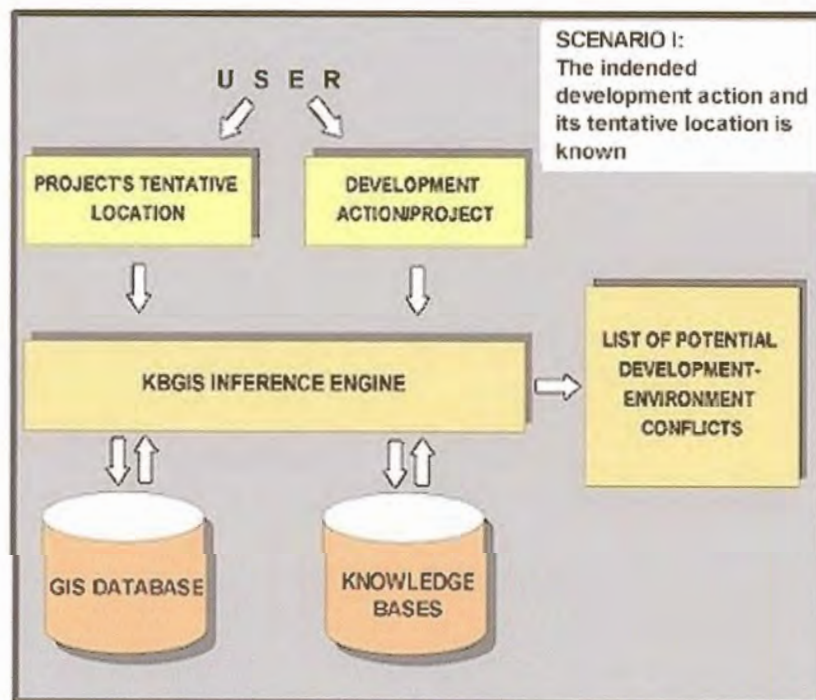 SCENARIO I:
The indended
development action and
its tentative location is
known
U S E R
PROJECT'S TENTATIVE
LOCATION
DEVELOPMENT
ACTION/PROJECT
KBGIS INFERENCE ENGINE
LIST OF POTENTIAL
DEVELOPMENT-
ENVIRONMENT
CONFLICTS
GIS DATABASE
KNOWLEDGE
BASES